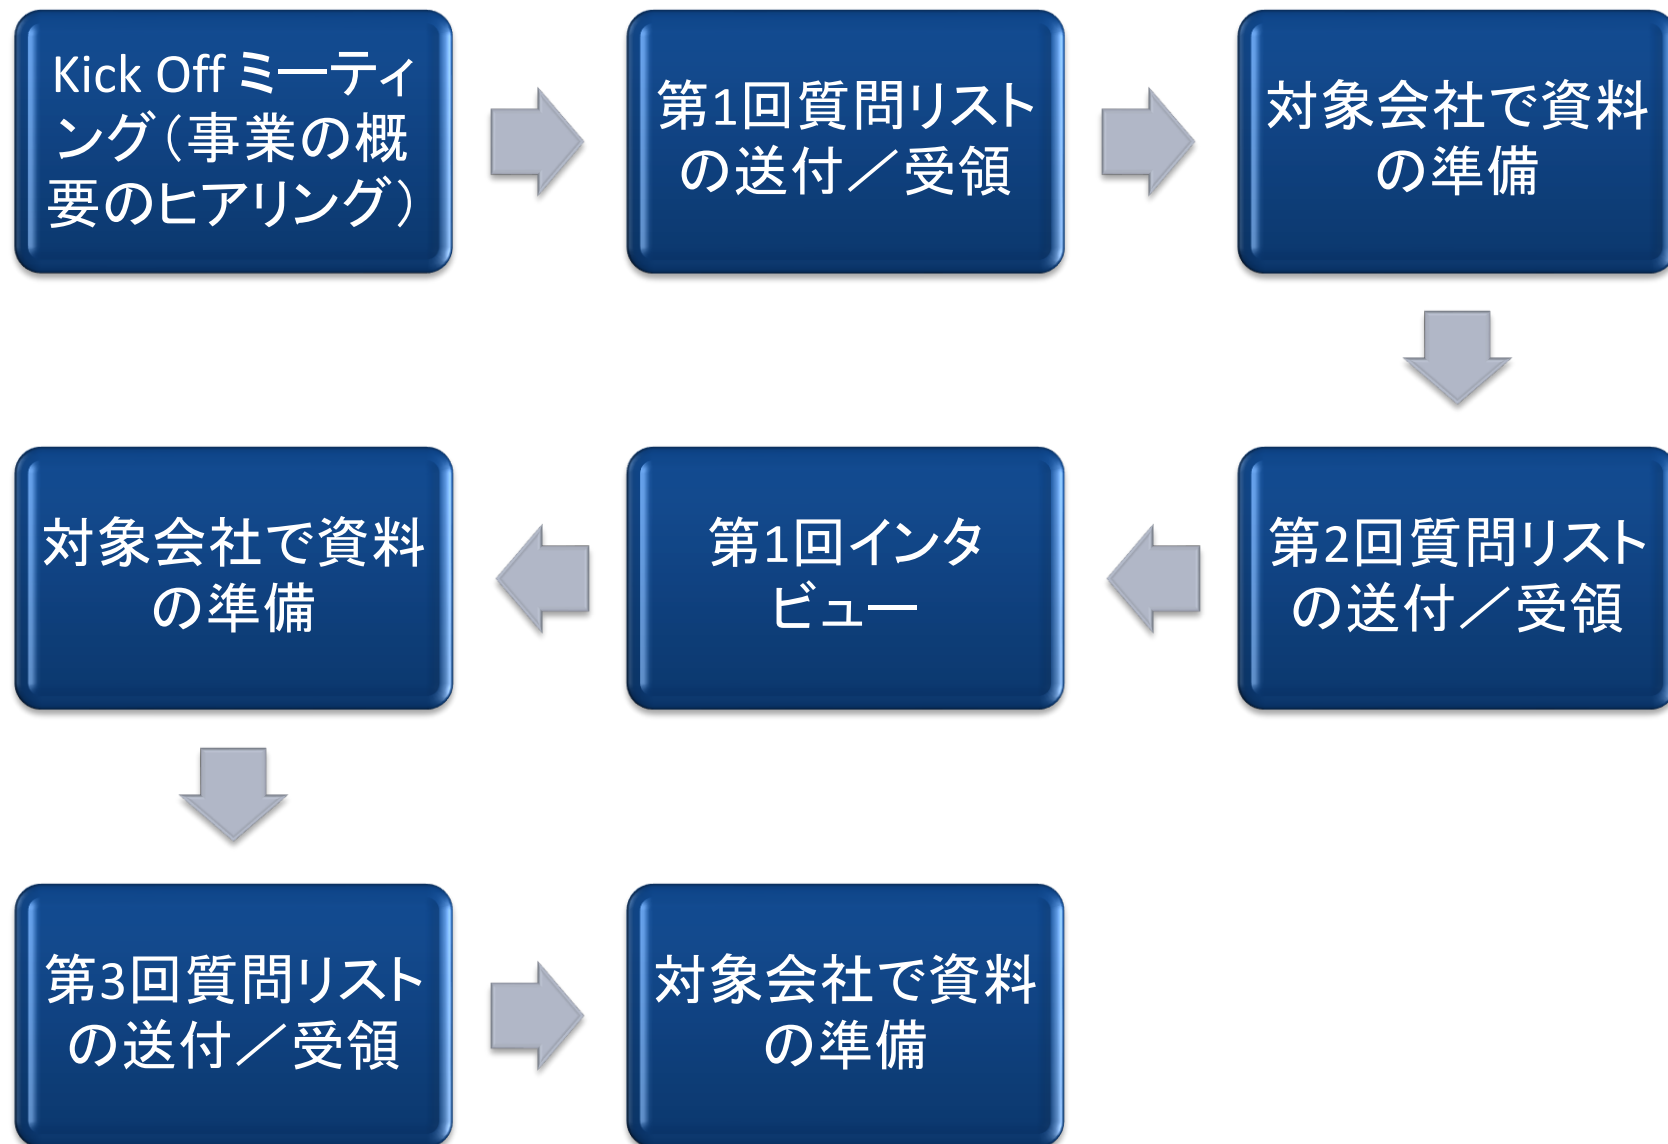 Kick Off ミーティ
ング（事業の概
要のヒアリング）
第1回質問リスト
の送付／受領
対象会社で資料
の準備
第2回質問リスト
の送付／受領
第1回インタ
ビュー
対象会社で資料
の準備
第3回質問リスト
の送付／受領
対象会社で資料
の準備